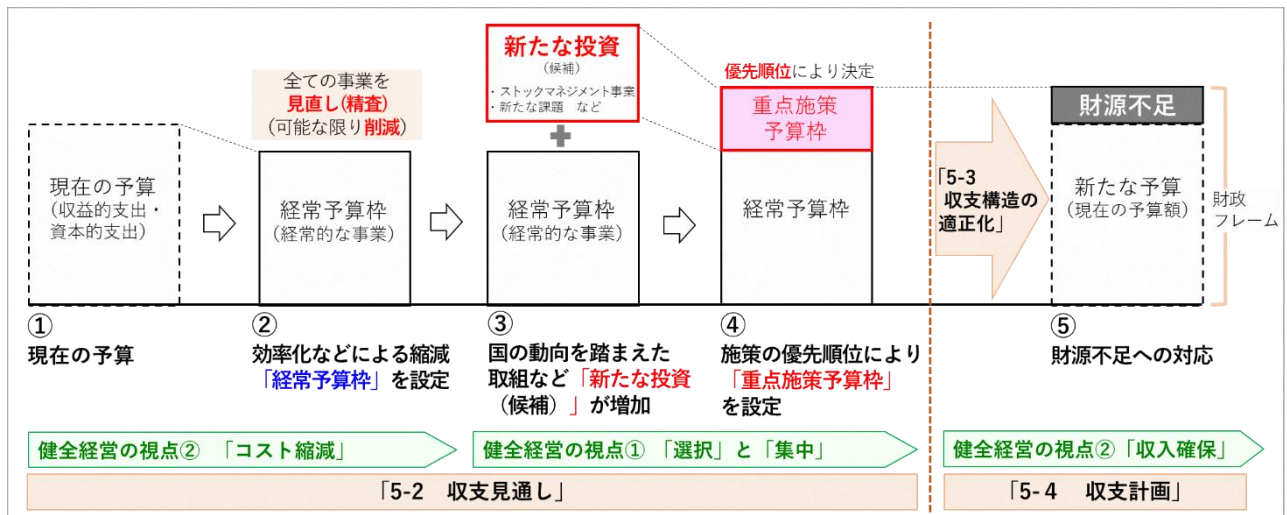 現在の予算
(収益的支出・
資本的支出)
全ての事業を
見直し(精査)
(可能な限り削減)
経常予算枠
(経常的な事業)
新たな投資
(候補)
・ストックマネジメント事業
・新たな課題 など
経常予算枠
(経常的な事業)
優先順位により決定
重点施策
予算枠
経常予算枠
「5-3
収支構造の
適正化」
財源不足
新たな予算
(現在の予算額)
財政
フレーム
①
現在の予算
②
効率化などによる縮減
「経常予算枠」を設定
③
国の動向を踏まえた
取組など「新たな投資
(候補)」が増加
④
施策の優先順位により
「重点施策予算枠」
を設定
⑤
財源不足への対応
健全経営の視点② 「コスト縮減」
健全経営の視点① 「選択」と「集中」
健全経営の視点②「収入確保」
「5-2 収支見通し」
「5-4 収支計画」